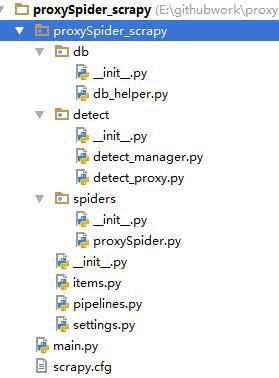 proxySpider_scrapy (E:\githubwork\proxy
proxySpider_scrapy
db
__init__.py
db_helper.py
detect
__init__.py
detect_manager.py
detect_proxy.py
spiders
__init__.py
proxySpider.py
__init__.py
items.py
pipelines.py
settings.py
main.py
scrapy.cfg